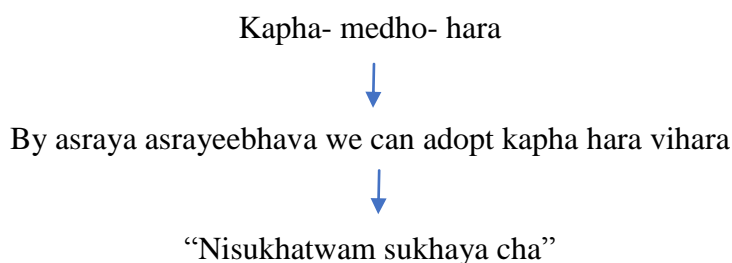 Kapha- medho- hara
By asraya asrayeebhava we can adopt kapha hara vihara
“Nisukhatwam sukhaya cha”